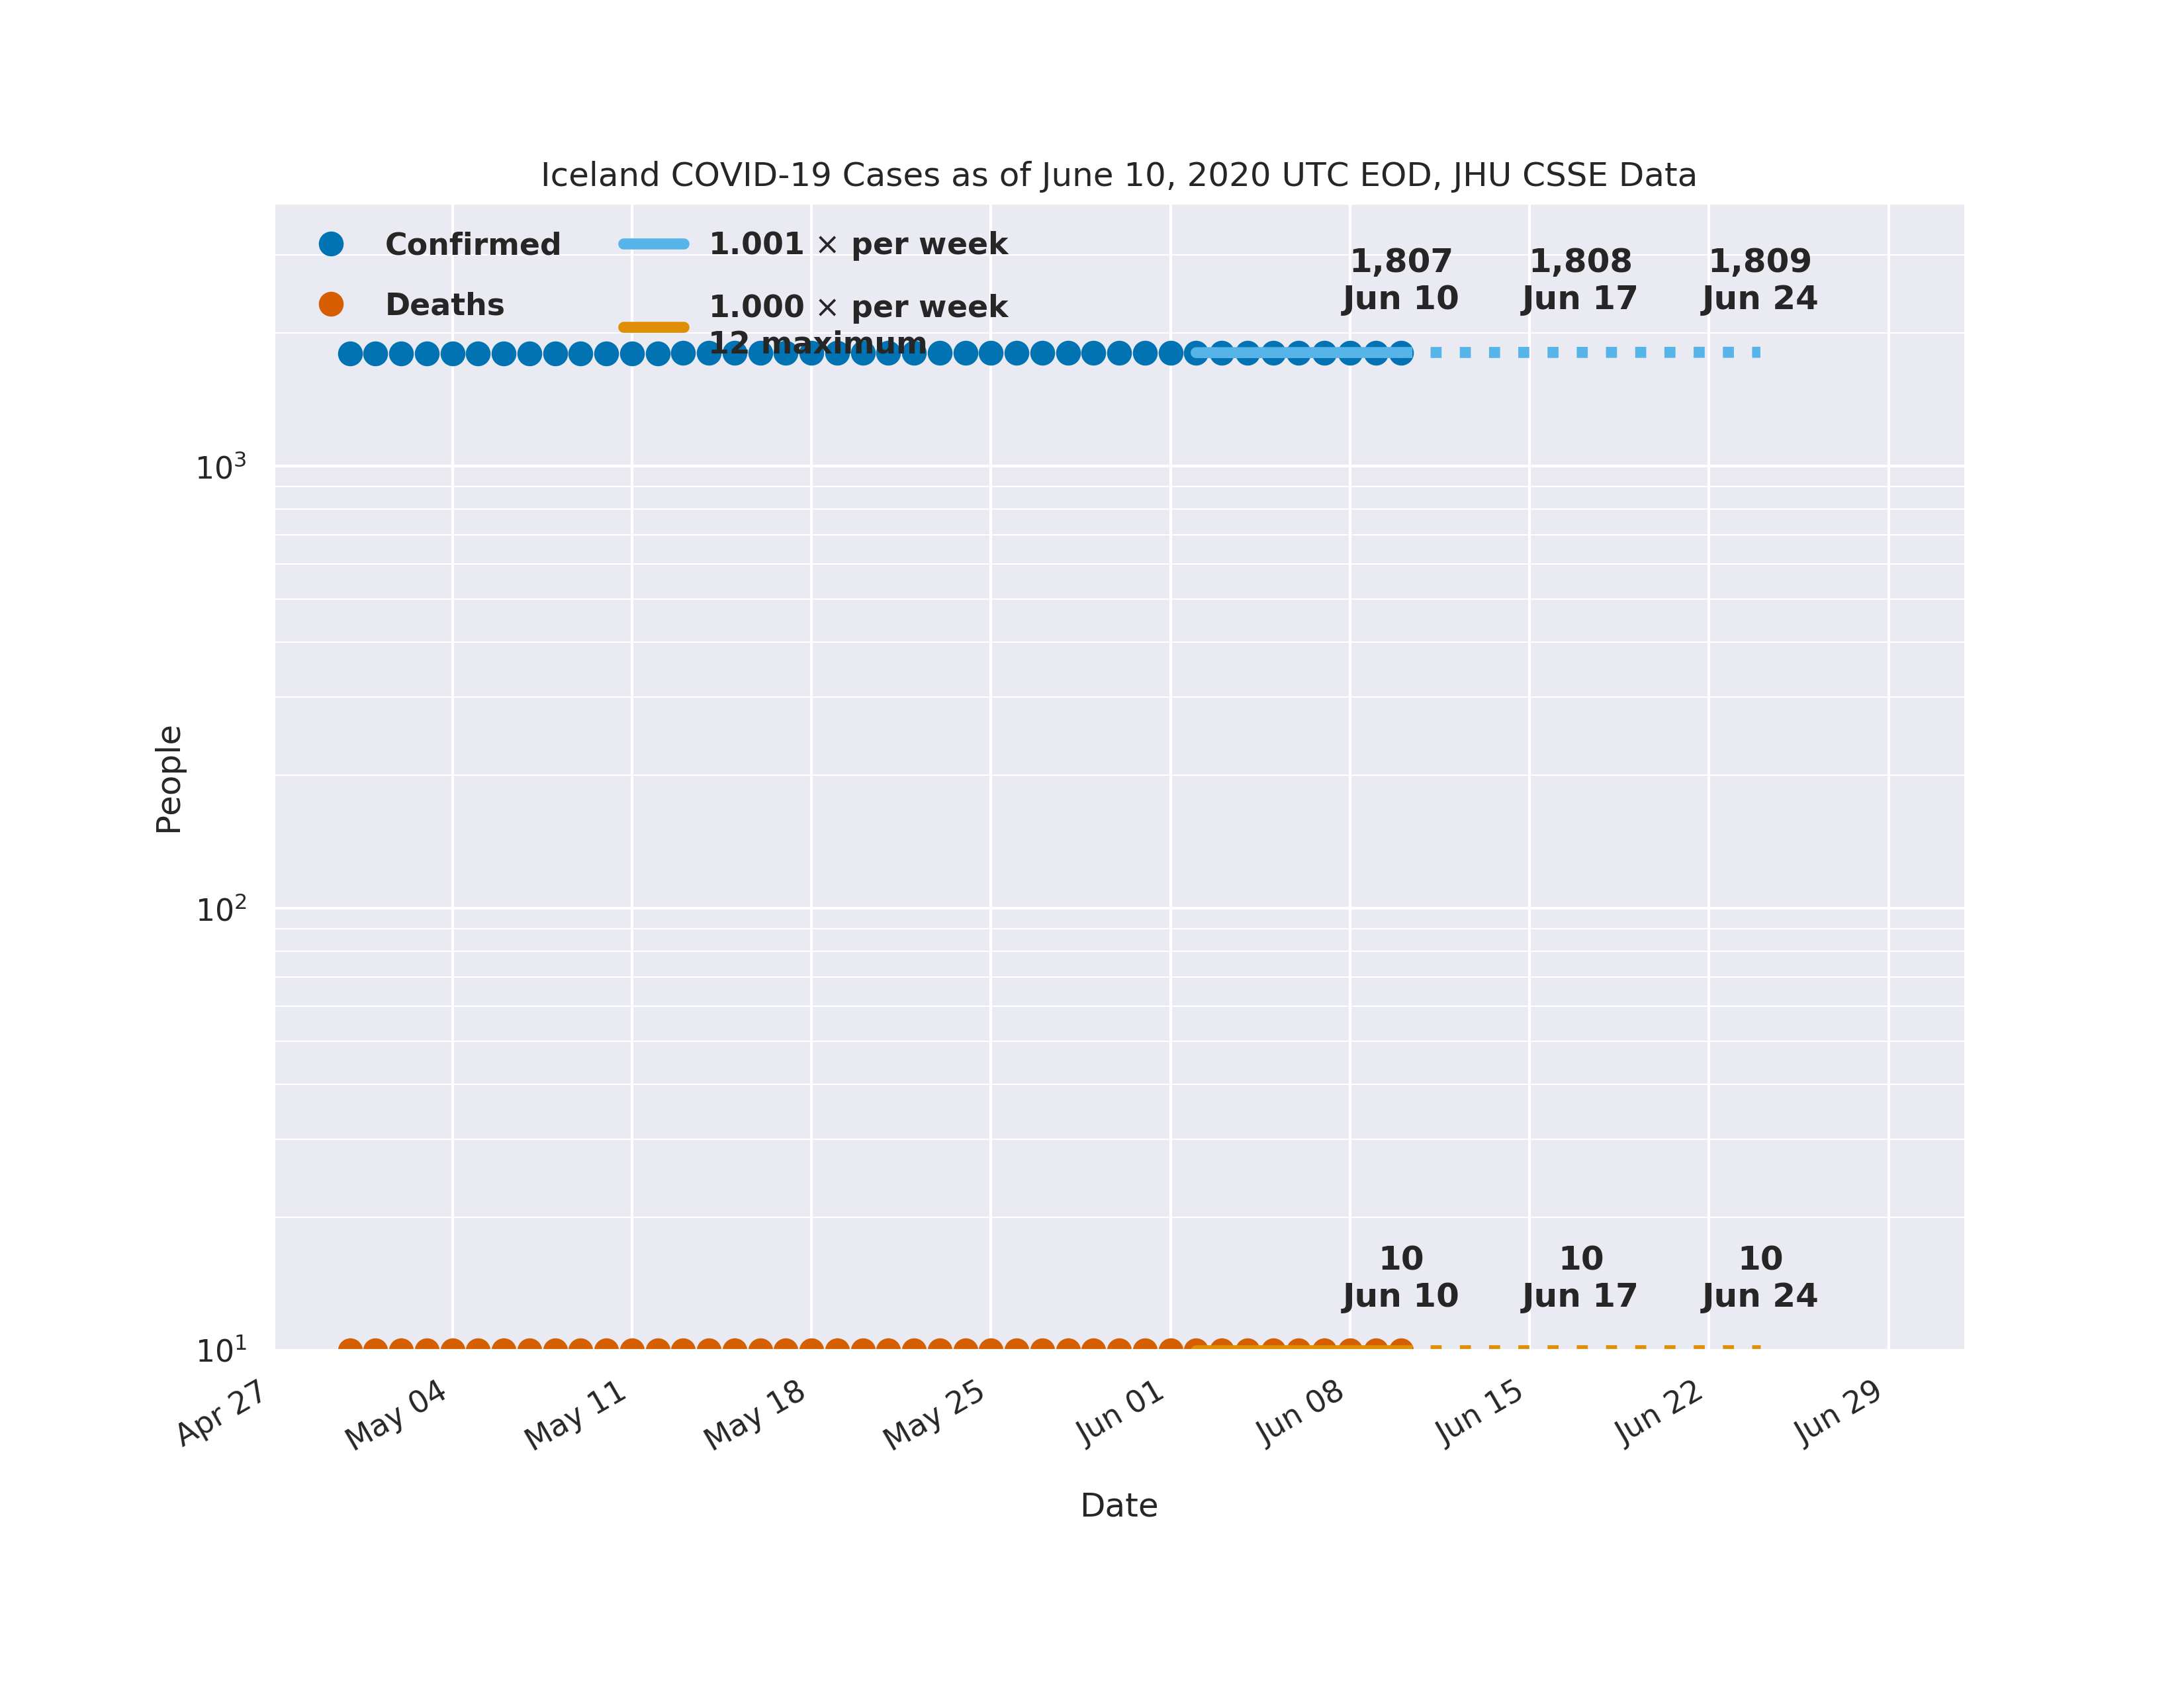 Iceland COVID-19 Cases as of June 10, 2020 UTC EOD, JHU CSSE Data
Confirmed
Deaths
1.001 × per week
1.000 × per week
12 maximum
1,807
Jun 10
1,808
Jun 17
1,809
Jun 24
People
10³
10²
10¹
10
Jun 10
10
Jun 17
10
Jun 24
Apr 27
May 04
May 11
May 18
May 25
Jun 01
Jun 08
Jun 15
Jun 22
Jun 29
Date